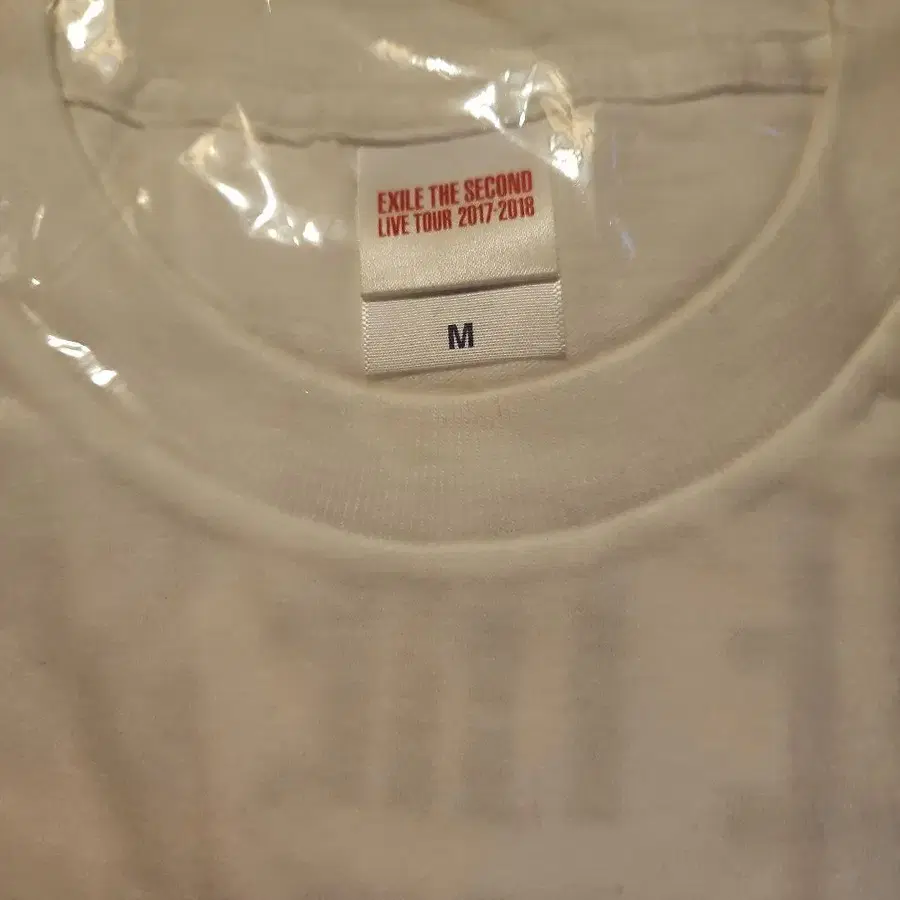 EXILE THE SECOND
LIVE TOUR 2017-2018
M